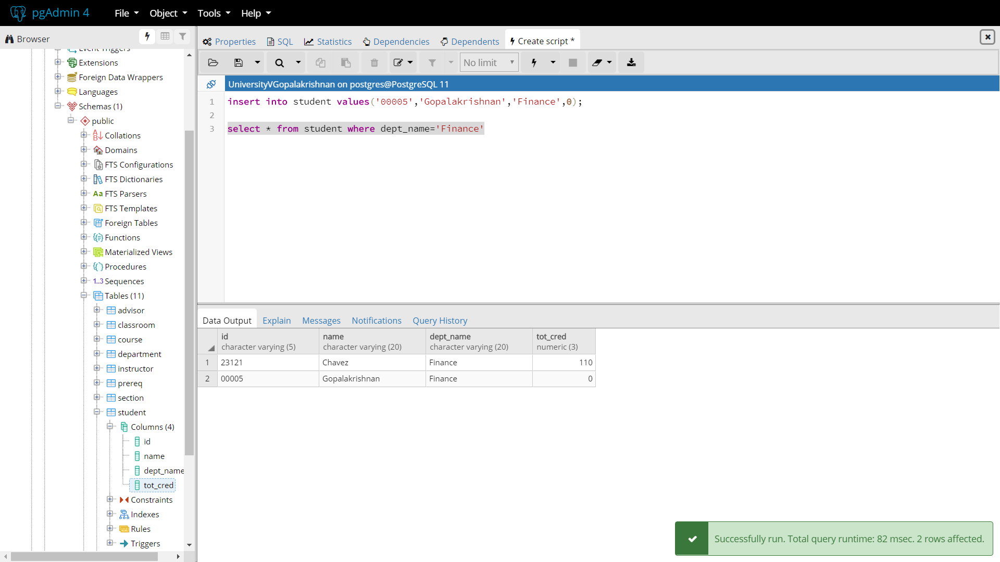 pgAdmin 4
File Object Tools Help
Browser
Properties SQL Statistics Dependencies Dependents Create script *
Event Triggers
Extensions
Foreign Data Wrappers
Languages
Schemas (1)
public
Collations
Domains
FTS Configurations
FTS Dictionaries
Aa FTS Parsers
FTS Templates
Foreign Tables
Functions
Materialized Views
Procedures
1..3 Sequences
Tables (11)
advisor
classroom
course
department
instructor
prereq
section
student
Columns (4)
id
name
dept_name
tot_cred
Constraints
Indexes
Rules
Triggers
No limit
UniversityVGopalakrishnan on postgres@PostgreSQL 11
1 insert into student values('00005','Gopalakrishnan','Finance',0);
2
3 select * from student where dept_name='Finance'
Data Output Explain Messages Notifications Query History
id name dept_name tot_cred
character varying (5) character varying (20) character varying (20) numeric (3)
1 23121 Chavez Finance 110
2 00005 Gopalakrishnan Finance 0
Successfully run. Total query runtime: 82 msec. 2 rows affected.